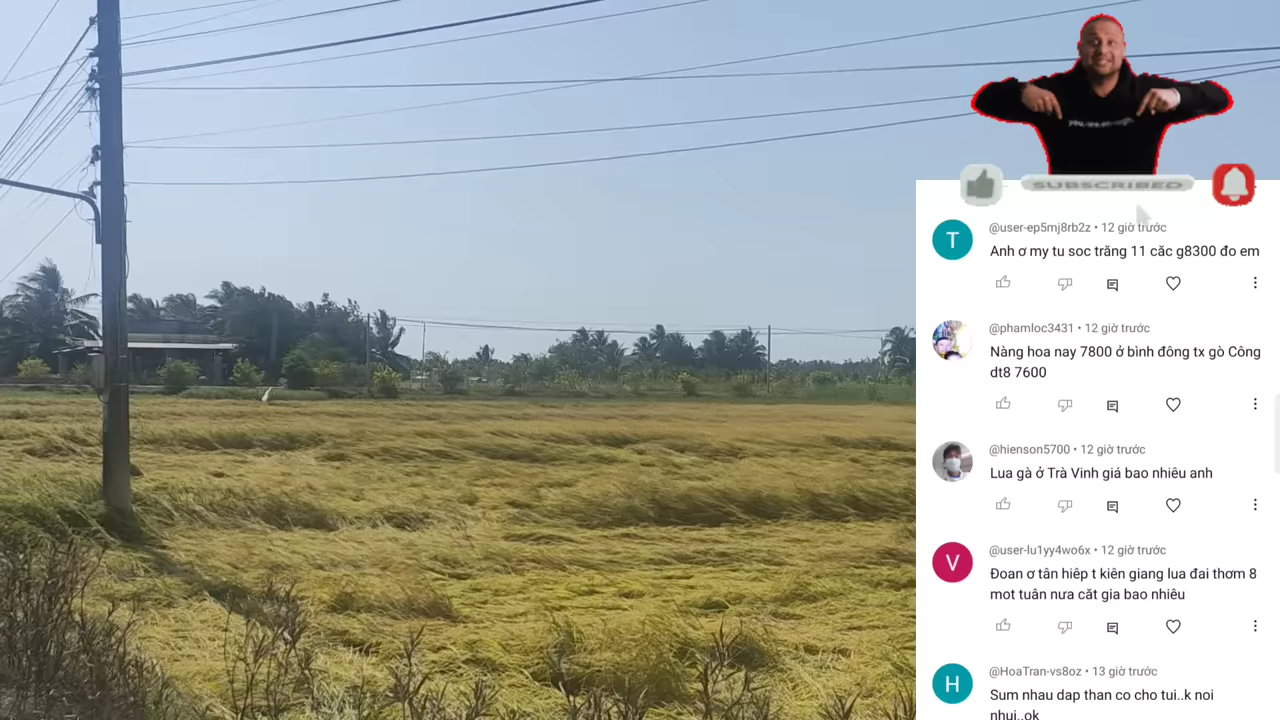 SUBSCRIBED
@user-ep5mj8rb2z • 12 giờ trước
Anh ơ my tu soc trăng 11 cắc g8300 đo em
@phamloc3431 • 12 giờ trước
Nàng hoa nay 7800 ở bình đông tx gò Công
dt8 7600
@hienson5700 • 12 giờ trước
Lua gà ở Trà Vinh giá bao nhiêu anh
@user-lu1yy4wo6x • 12 giờ trước
Đoan ơ tân hiêp t kiên giang lua đai thơm 8
mot tuân nưa căt gia bao nhiêu
@HoaTran-vs8oz • 13 giờ trước
Sum nhau dap than co cho tui..k noi
nhui..ok